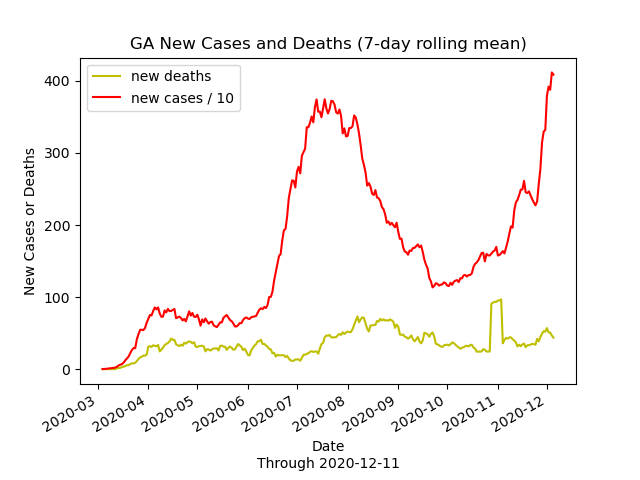 GA New Cases and Deaths (7-day rolling mean)
new deaths
new cases / 10
400
300
200
100
0
New Cases or Deaths
2020-03
2020-04
2020-05
2020-06
2020-07
2020-08
2020-09
2020-10
2020-11
2020-12
Date
Through 2020-12-11